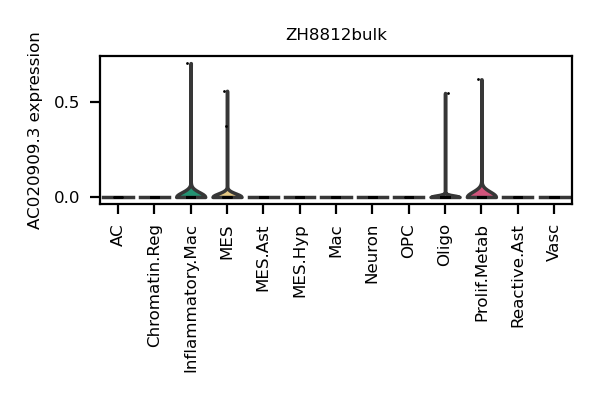 ZH8812bulk
AC020909.3 expression
0.5
0.0
AC
Chromatin.Reg
Inflammatory.Mac
MES
MES.Ast
MES.Hyp
Mac
Neuron
OPC
Oligo
Prolif.Metab
Reactive.Ast
Vasc